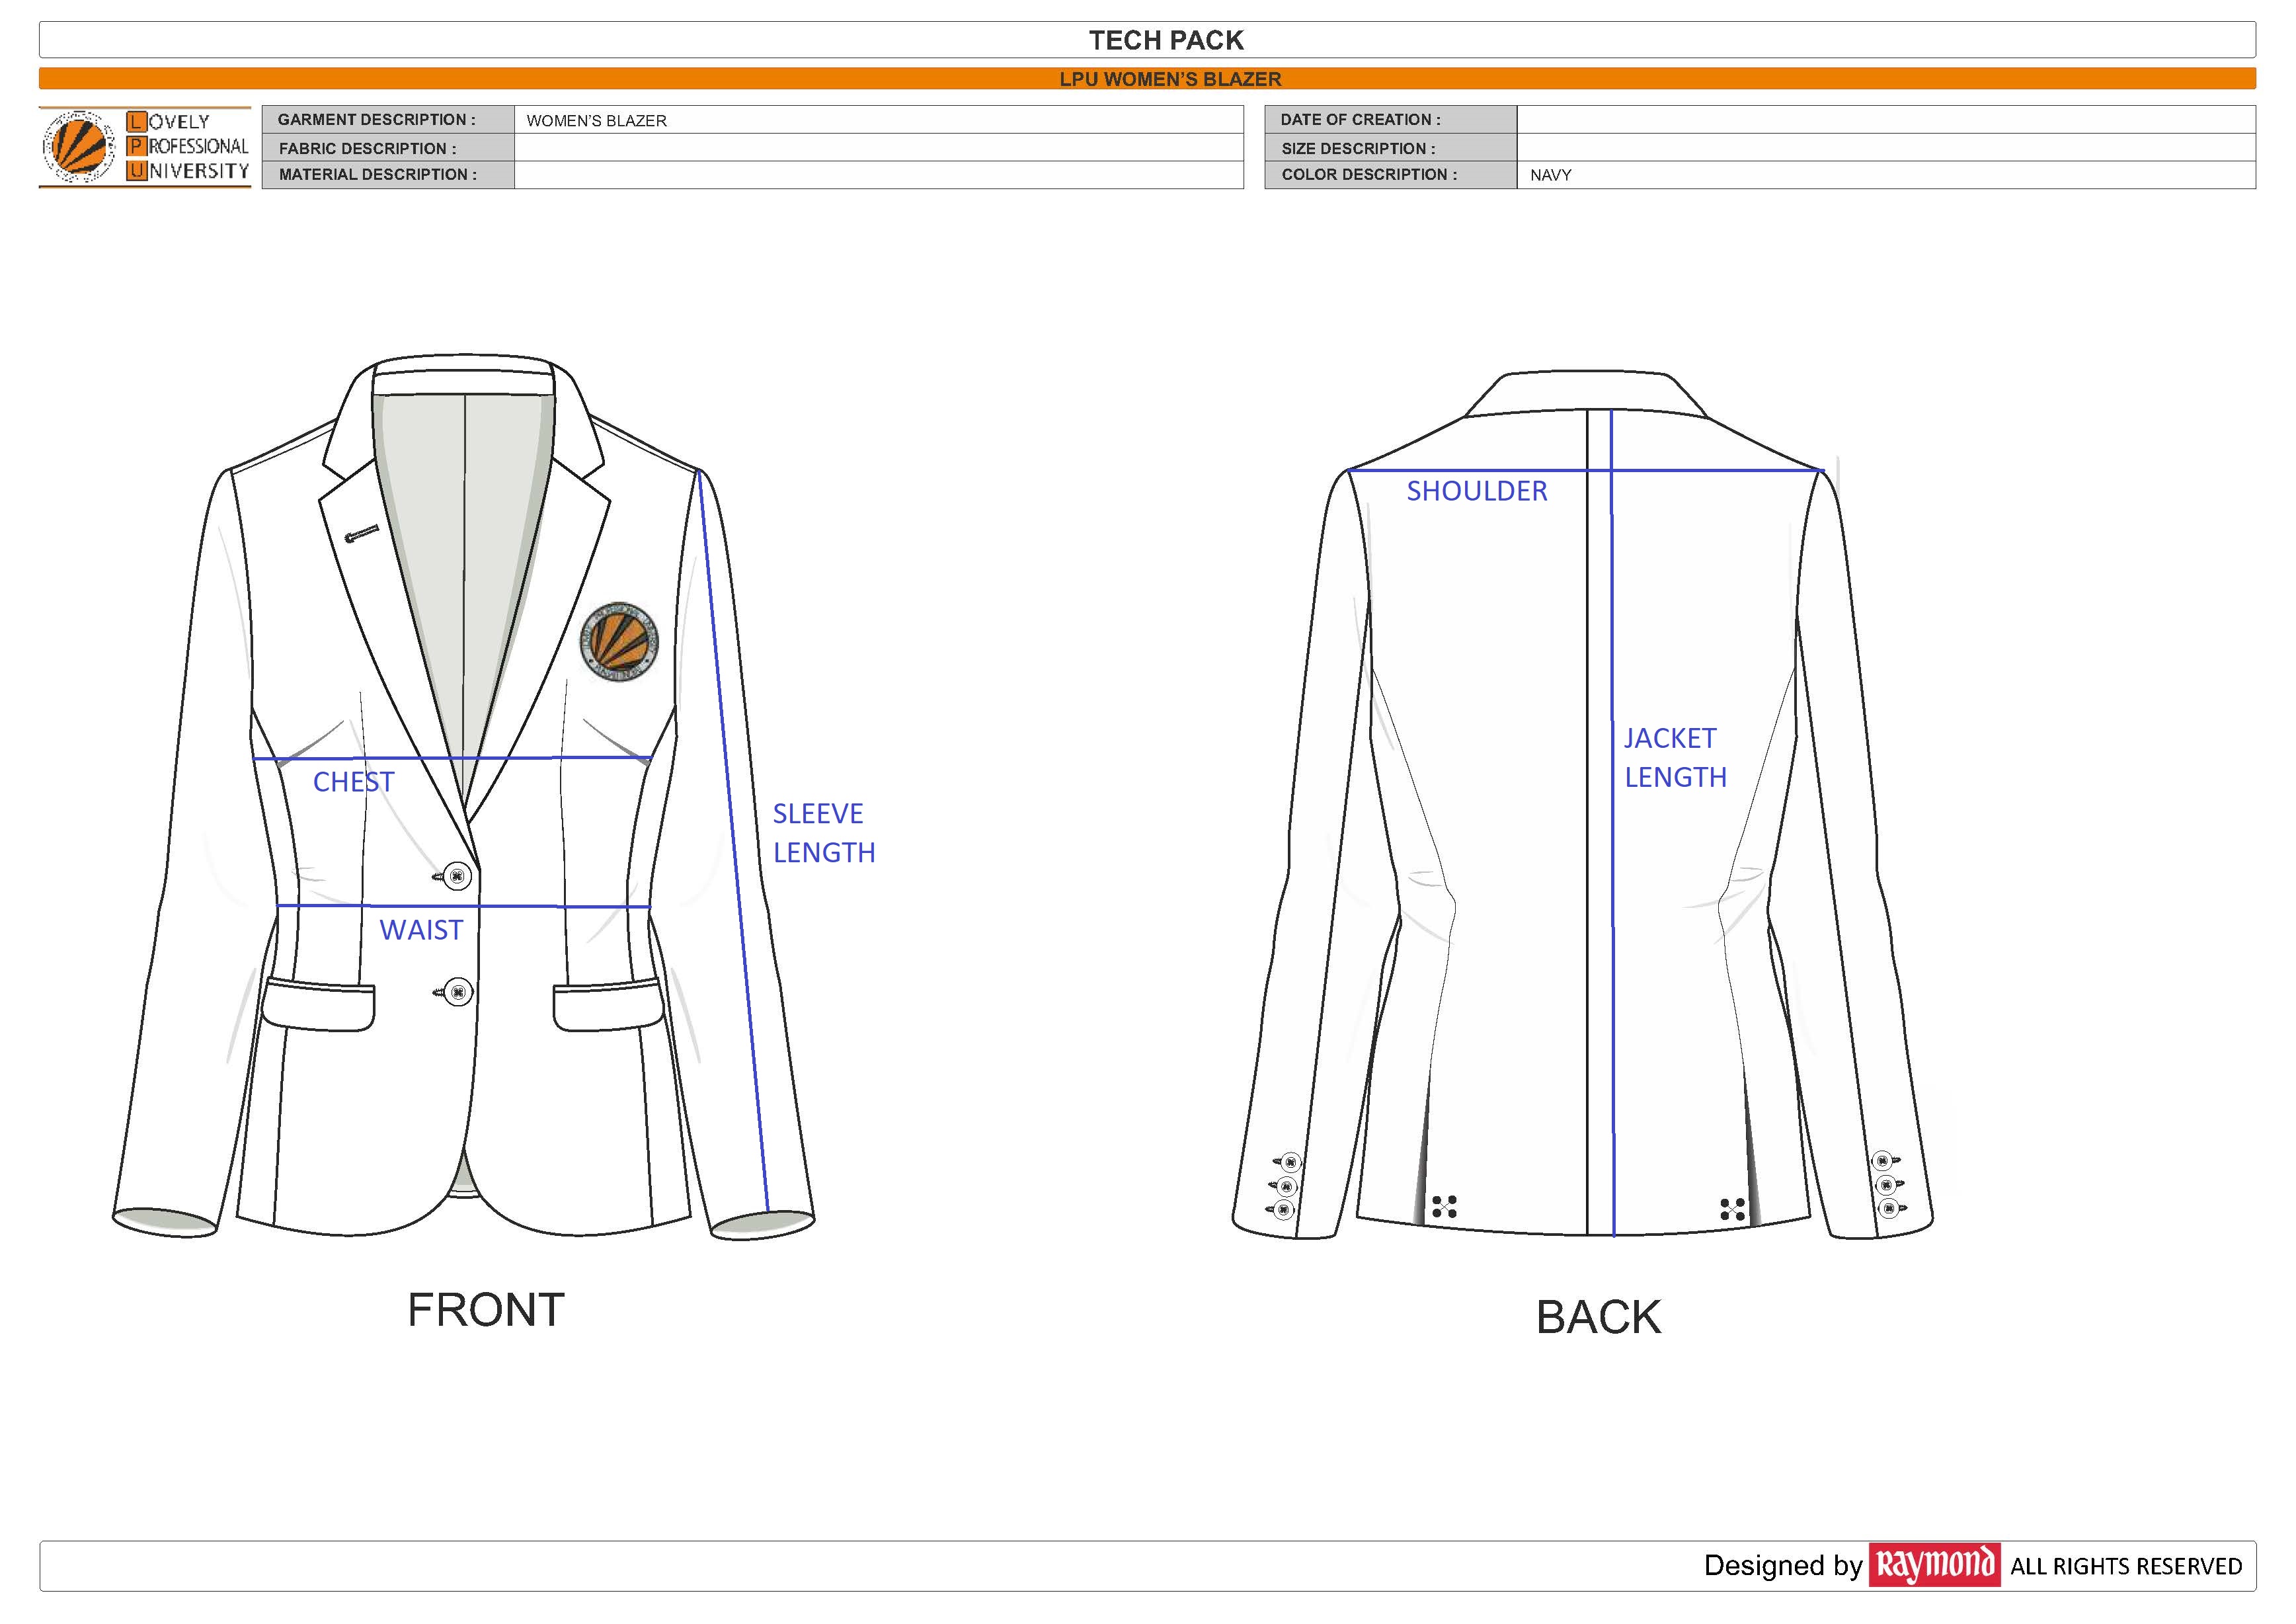 TECH PACK
LPU WOMEN’S BLAZER
LOVELY
PROFESSIONAL
UNIVERSITY
GARMENT DESCRIPTION :
WOMEN’S BLAZER
FABRIC DESCRIPTION :
MATERIAL DESCRIPTION :
DATE OF CREATION :
SIZE DESCRIPTION :
COLOR DESCRIPTION :
NAVY
CHEST
WAIST
SLEEVE
LENGTH
SHOULDER
JACKET
LENGTH
FRONT
BACK
Designed by Raymond ALL RIGHTS RESERVED